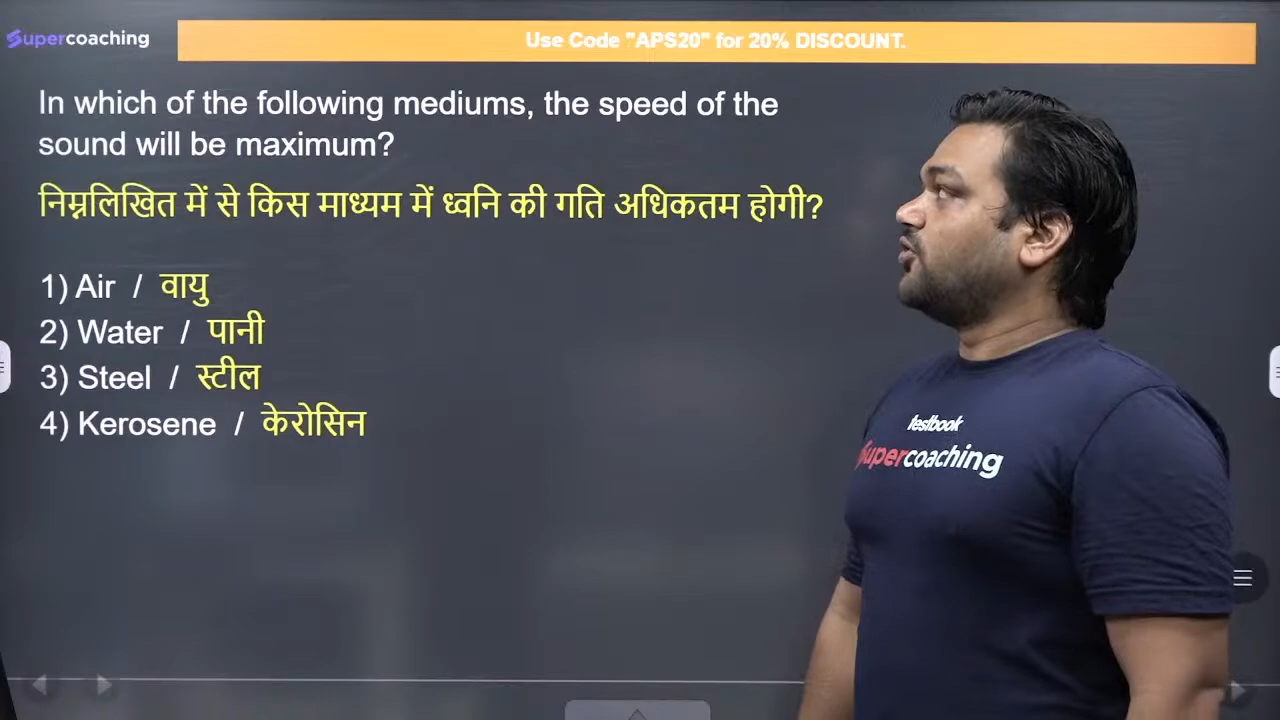 Supercoaching
Use Code "APS20" for 20% DISCOUNT.
In which of the following mediums, the speed of the
sound will be maximum?
निम्नलिखित में से किस माध्यम में ध्वनि की गति अधिकतम होगी?
1) Air / वायु
2) Water / पानी
3) Steel / स्टील
4) Kerosene / केरोसिन
testbook
Supercoaching